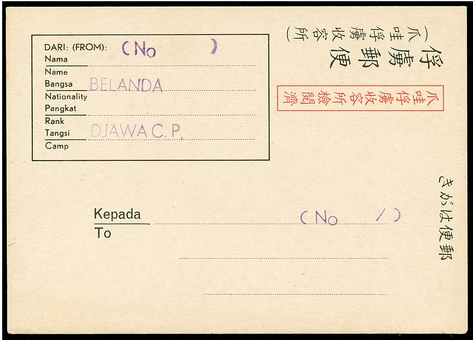 DARI: (FROM): (No )
Nama
Name
Bangsa BELANDA
Nationality
Pangkat
Rank
Tangsi DJAWA C. P.
Camp
俘虜郵便
(爪哇俘虜收容所)
爪哇俘虜收容所檢閱濟
郵便はがき
Kepada (No /)
To